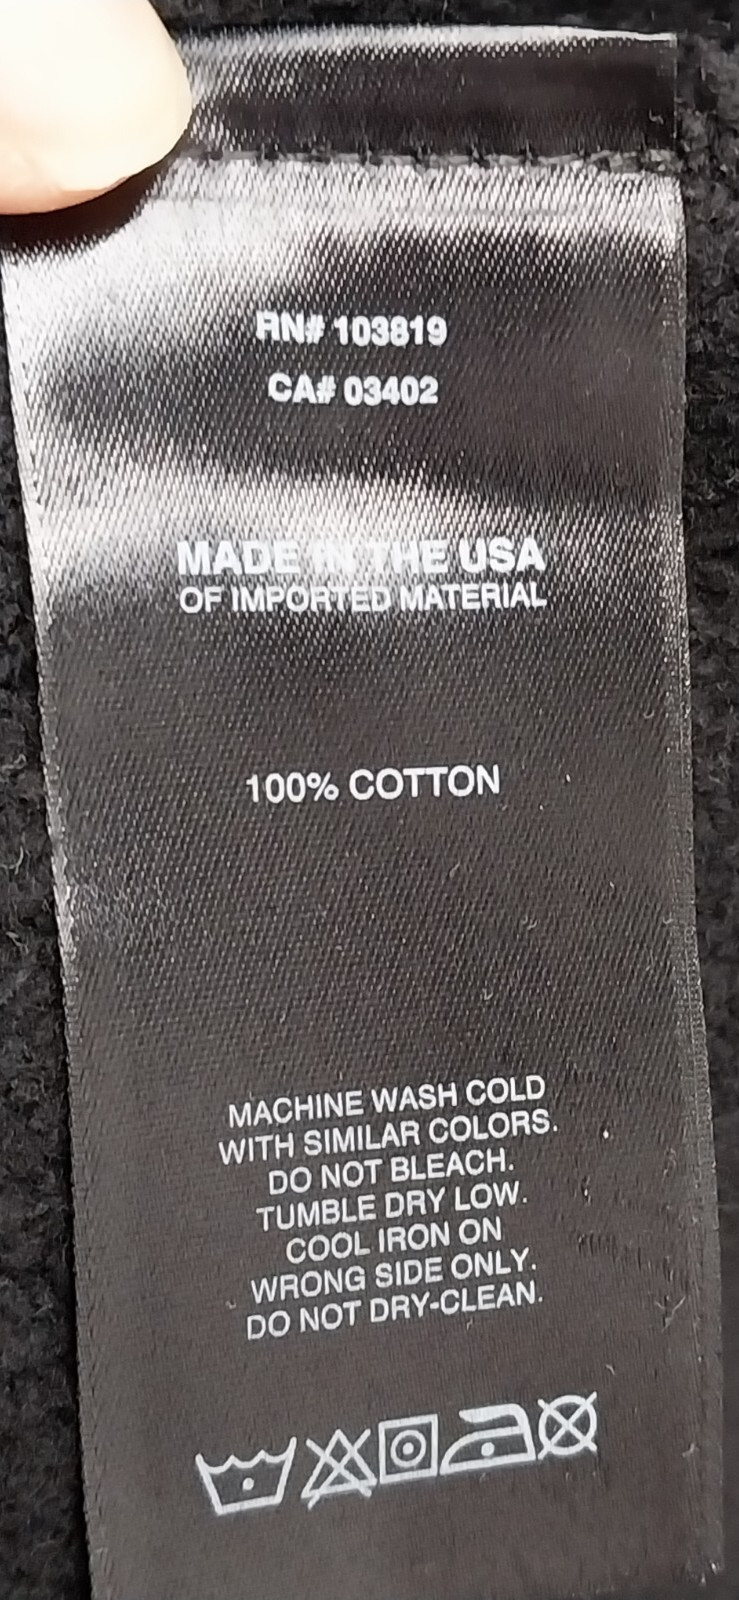 RN# 103819
CA# 03402
MADE IN THE USA
OF IMPORTED MATERIAL
100% COTTON
MACHINE WASH COLD
WITH SIMILAR COLORS.
DO NOT BLEACH.
TUMBLE DRY LOW.
COOL IRON ON
WRONG SIDE ONLY.
DO NOT DRY-CLEAN.